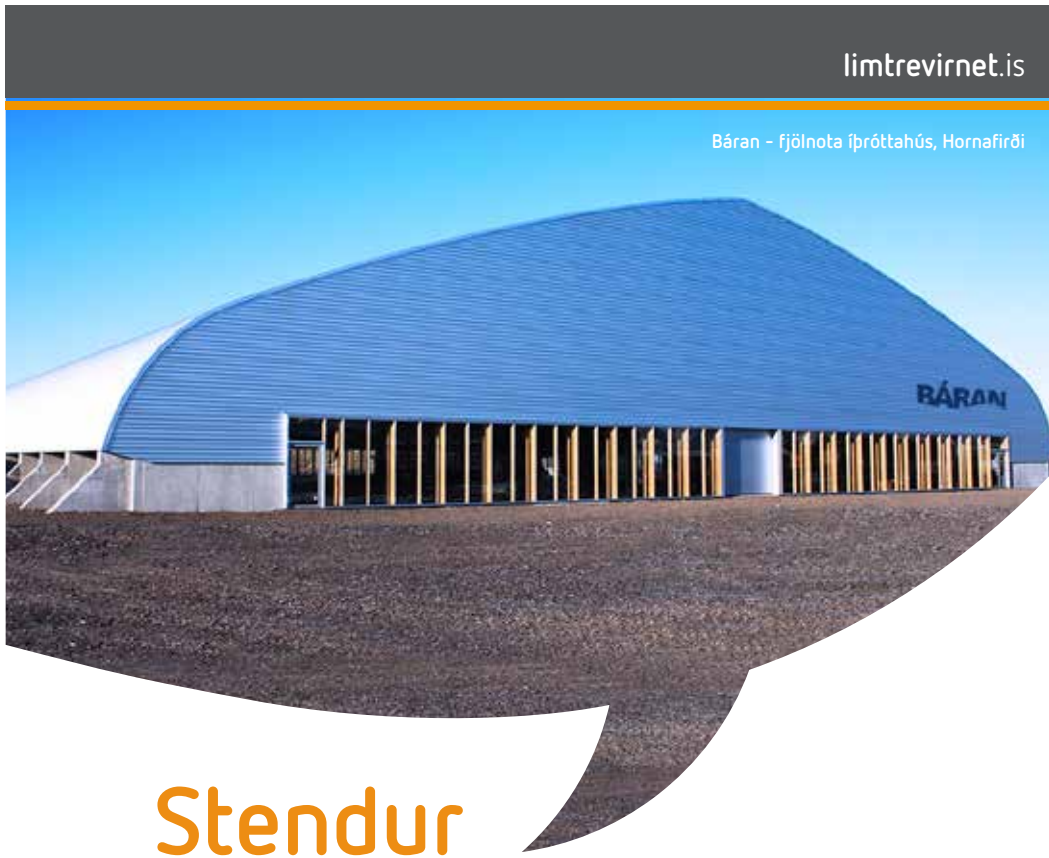 limtrevirnet.is
Báran - fjölnota íþróttahús, Hornafirði
BÁRAN
Stendur